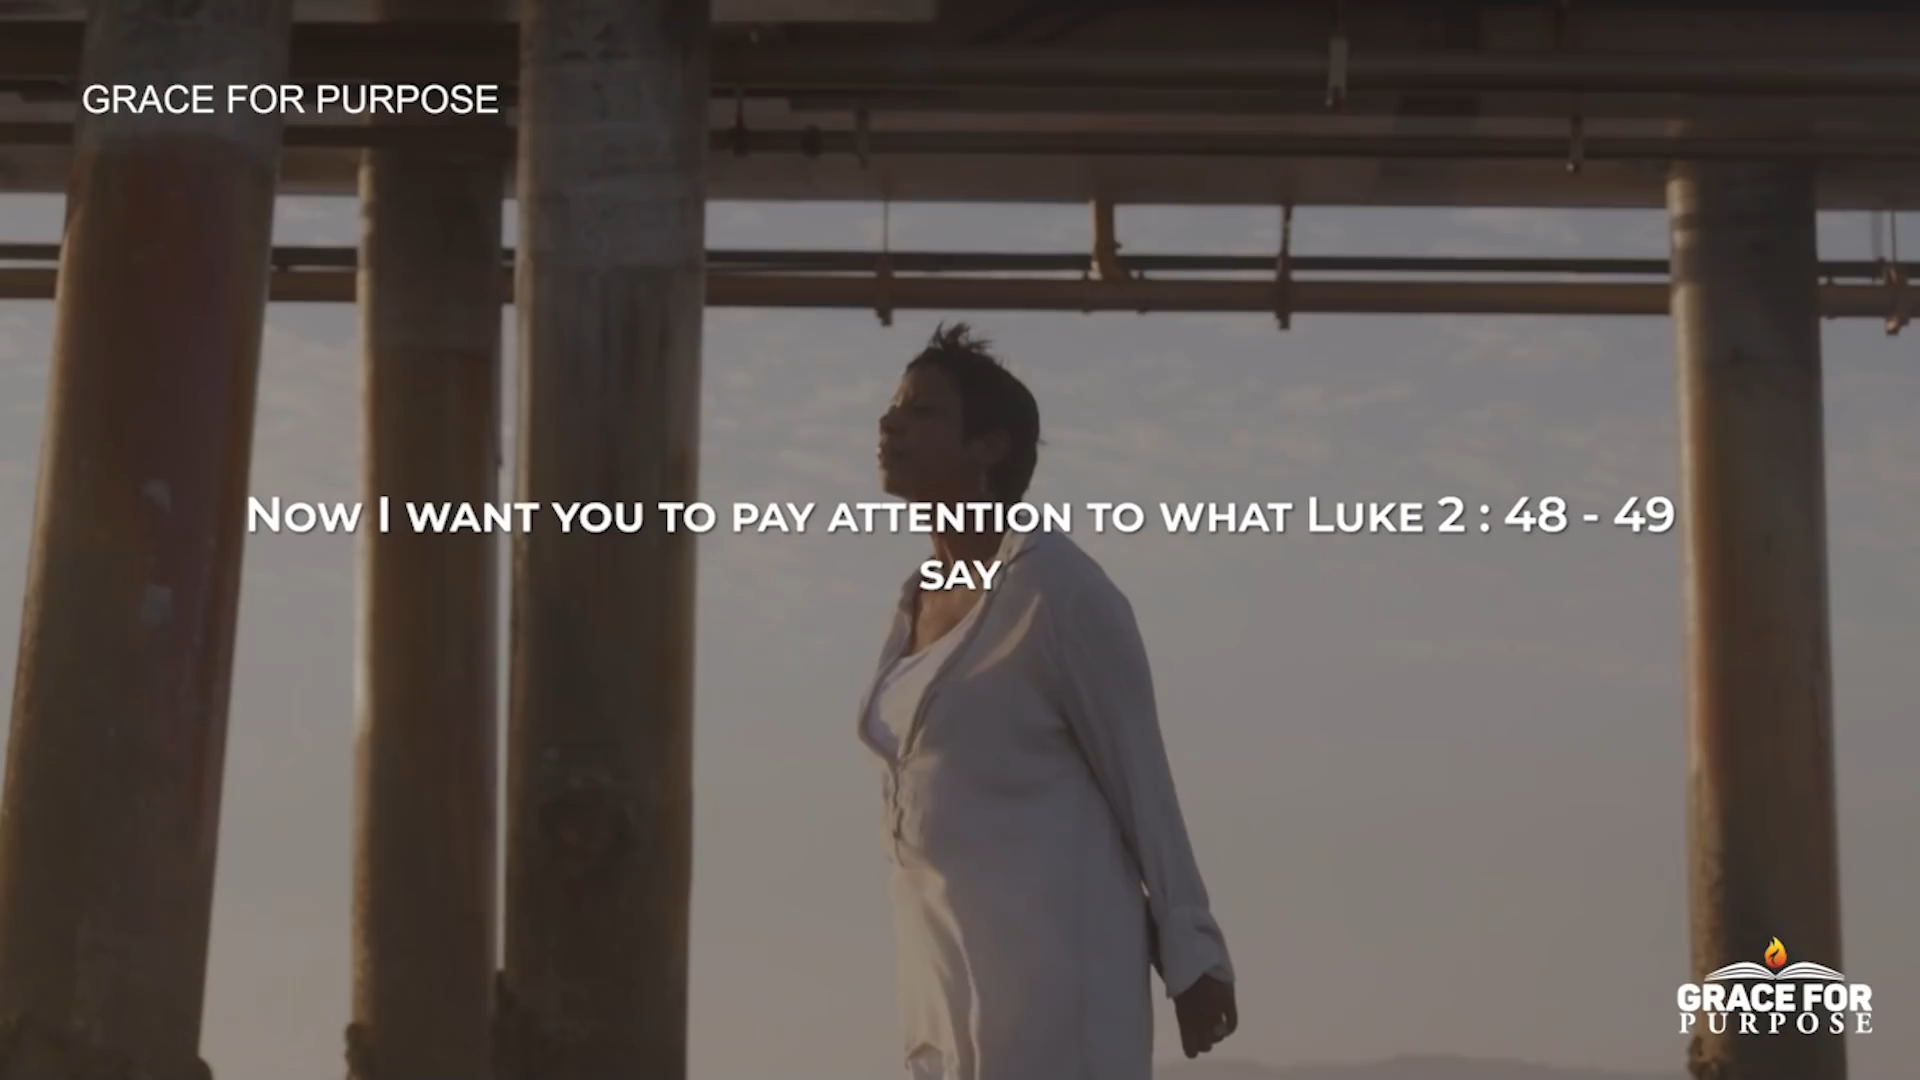 GRACE FOR PURPOSE
Now I want you to pay attention to what Luke 2 : 48 - 49
say
GRACE FOR
PURPOSE